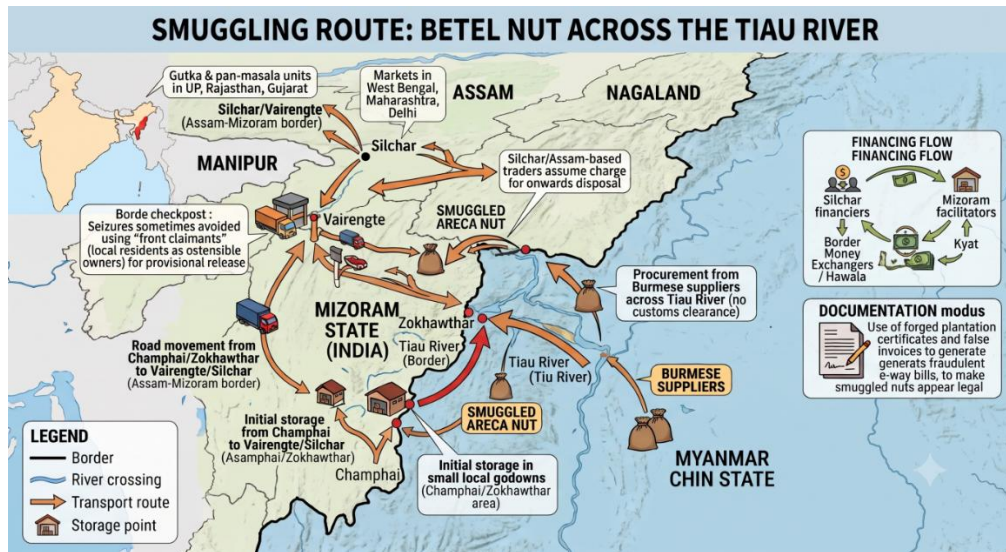 SMUGGLING ROUTE: BETEL NUT ACROSS THE TIAU RIVER
Gutka & pan-masala units
in UP, Rajasthan, Gujarat
Markets in
West Bengal,
Maharashtra,
Delhi
ASSAM
NAGALAND
Silchar/Vairengte
(Assam-Mizoram border)
MANIPUR
Silchar
Silchar/Assam-based
traders assume charge
for onwards disposal
Borde checkpost :
Seizures sometimes avoided
using "front claimants"
(local residents as ostensible
owners) for provisional release
Vairengte
SMUGGLED
ARECA NUT
Procurement from
Burmese suppliers
across Tiau River (no
customs clearance)
MIZORAM
STATE
(INDIA)
Zokhawthar
Tiau River
(Border)
Tiau River
(Tiu River)
Road movement from
Champhai/Zokhawthar
to Vairengte/Silchar
(Assam-Mizoram border)
BURMESE
SUPPLIERS
SMUGGLED
ARECA NUT
Initial storage
from Champhai
to Vairengte/Silchar
(Asamphai/Zokhawthar)
Champhai
Initial storage in
small local godowns
(Champhai/Zokhawthar
area)
MYANMAR
CHIN STATE
FINANCING FLOW
FINANCING FLOW
Silchar
financiers
Mizoram
facilitators
Border
Money
Exchangers
/ Hawala
Kyat
DOCUMENTATION modus
Use of forged plantation
certificates and false
invoices to generate
generats fraudulent
e-way bills, to make
smuggled nuts appear legal
LEGEND
Border
River crossing
Transport route
Storage point